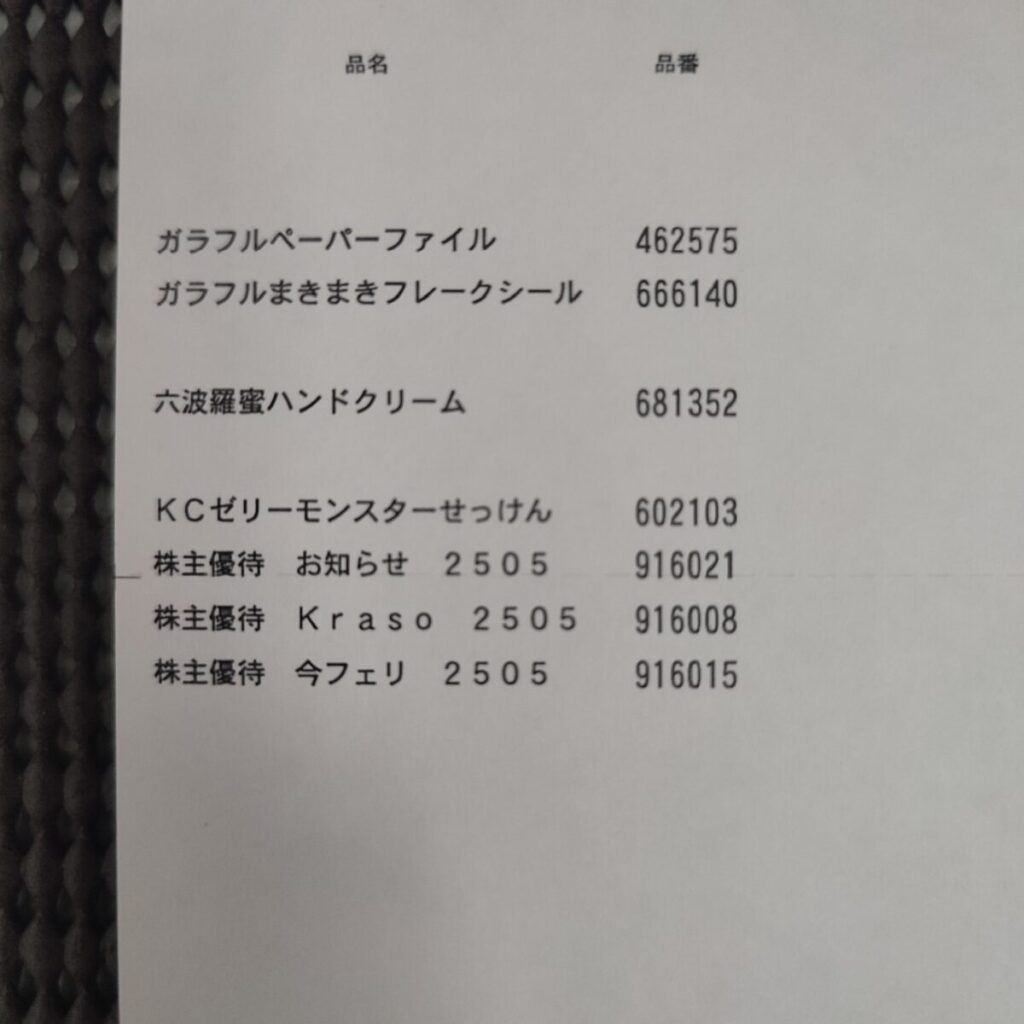 品名　品番
ガラフルペーパーファイル　462575
ガラフルまきまきフレークシール　666140
六波羅蜜ハンドクリーム　681352
ＫＣゼリーモンスターせっけん　602103
株主優待　お知らせ　２５０５　916021
株主優待　Ｋｒａｓｏ　２５０５　916008
株主優待　今フェリ　２５０５　916015